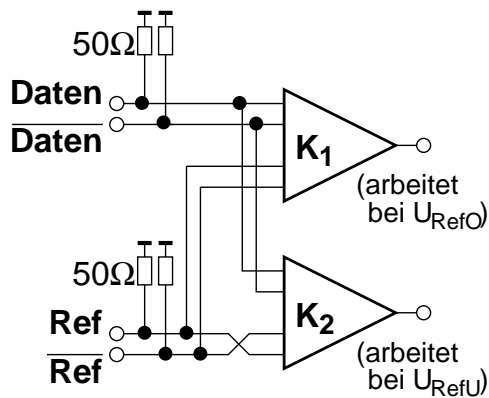 50Ω
Daten
Daten
K1
(arbeitet
bei URefO)
50Ω
Ref
Ref
K2
(arbeitet
bei URefU)